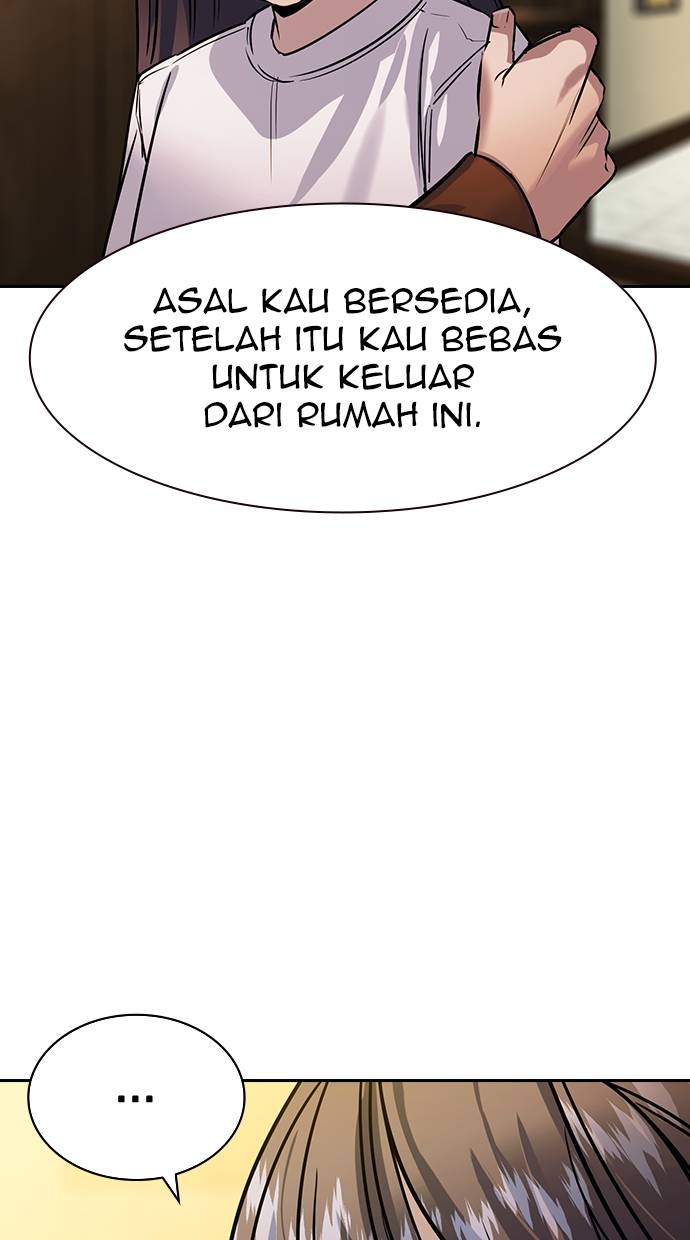 ASAL KAU BERSEDIA,
SETELAH ITU KAU BEBAS
UNTUK KELUAR
DARI RUMAH INI.
...